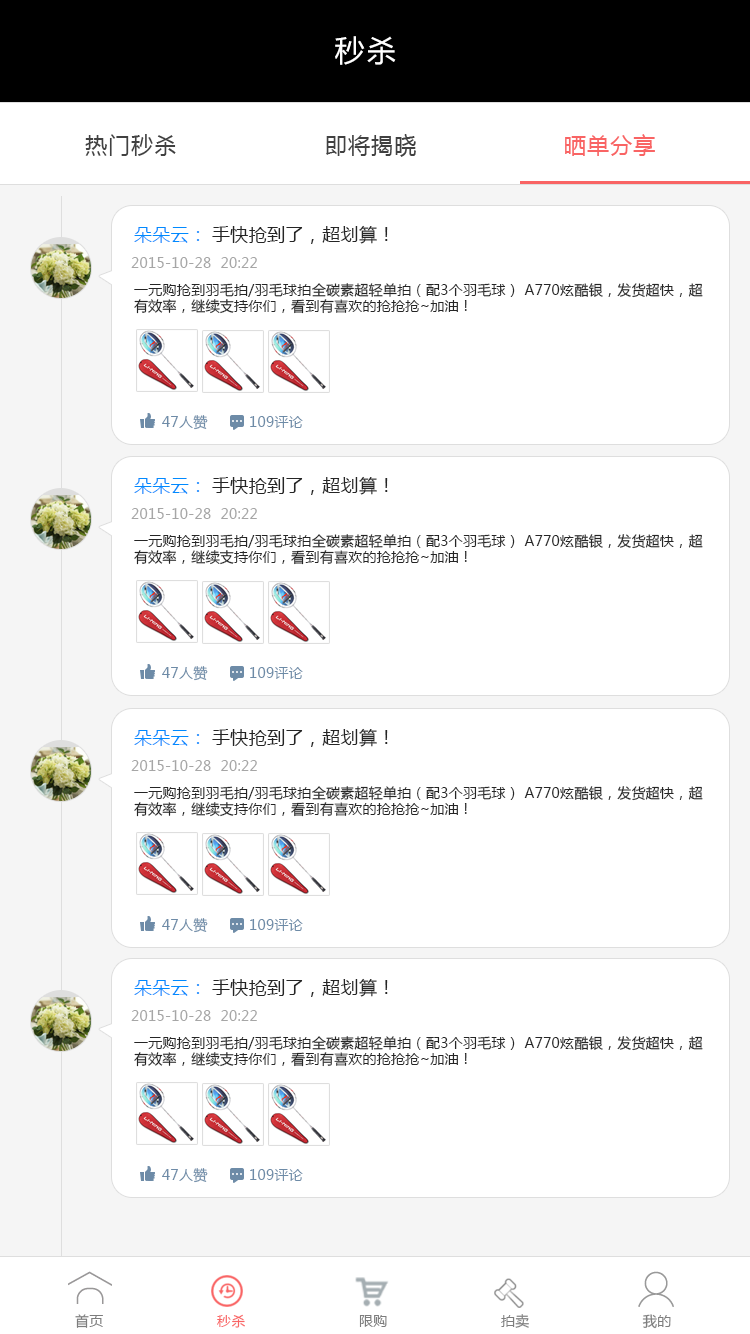 秒杀
热门秒杀 即将揭晓 晒单分享
朵朵云： 手快抢到了，超划算！
2015-10-28 20:22
一元购抢到羽毛拍/羽毛球拍全碳素超轻单拍（配3个羽毛球） A770炫酷银，发货超快，超
有效率，继续支持你们，看到有喜欢的抢抢抢~加油！
47人赞 109评论
朵朵云： 手快抢到了，超划算！
2015-10-28 20:22
一元购抢到羽毛拍/羽毛球拍全碳素超轻单拍（配3个羽毛球） A770炫酷银，发货超快，超
有效率，继续支持你们，看到有喜欢的抢抢抢~加油！
47人赞 109评论
朵朵云： 手快抢到了，超划算！
2015-10-28 20:22
一元购抢到羽毛拍/羽毛球拍全碳素超轻单拍（配3个羽毛球） A770炫酷银，发货超快，超
有效率，继续支持你们，看到有喜欢的抢抢抢~加油！
47人赞 109评论
朵朵云： 手快抢到了，超划算！
2015-10-28 20:22
一元购抢到羽毛拍/羽毛球拍全碳素超轻单拍（配3个羽毛球） A770炫酷银，发货超快，超
有效率，继续支持你们，看到有喜欢的抢抢抢~加油！
47人赞 109评论
首页 秒杀 限购 拍卖 我的